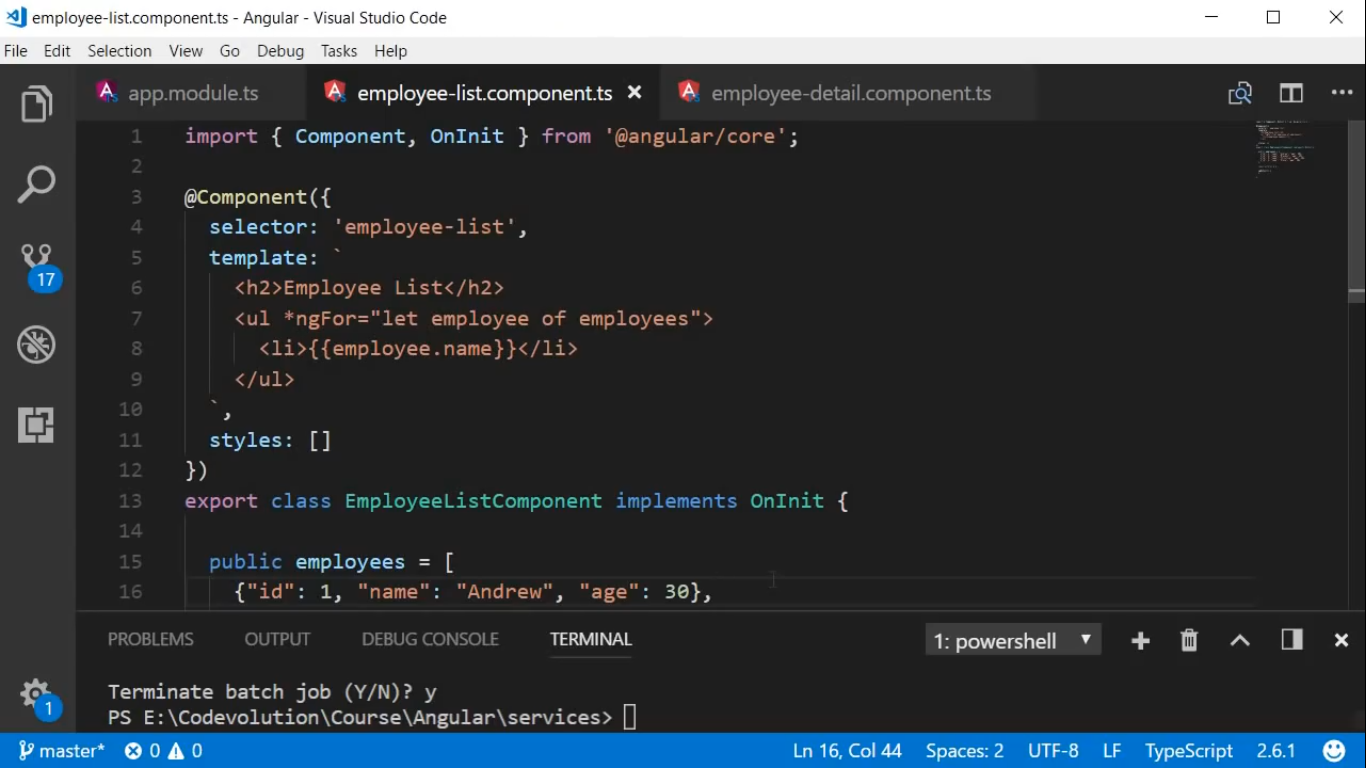 employee-list.component.ts - Angular - Visual Studio Code
File Edit Selection View Go Debug Tasks Help
app.module.ts employee-list.component.ts employee-detail.component.ts
1 import { Component, OnInit } from '@angular/core';
2
3 @Component({
4 selector: 'employee-list',
5 template: `
6 <h2>Employee List</h2>
7 <ul *ngFor="let employee of employees">
8 <li>{{employee.name}}</li>
9 </ul>
10 `,
11 styles: []
12 })
13 export class EmployeeListComponent implements OnInit {
14
15 public employees = [
16 {"id": 1, "name": "Andrew", "age": 30},
17
PROBLEMS OUTPUT DEBUG CONSOLE TERMINAL 1: powershell
Terminate batch job (Y/N)? y
PS E:\Codevolution\Course\Angular\services>
1
master* 0 0 Ln 16, Col 44 Spaces: 2 UTF-8 LF TypeScript 2.6.1